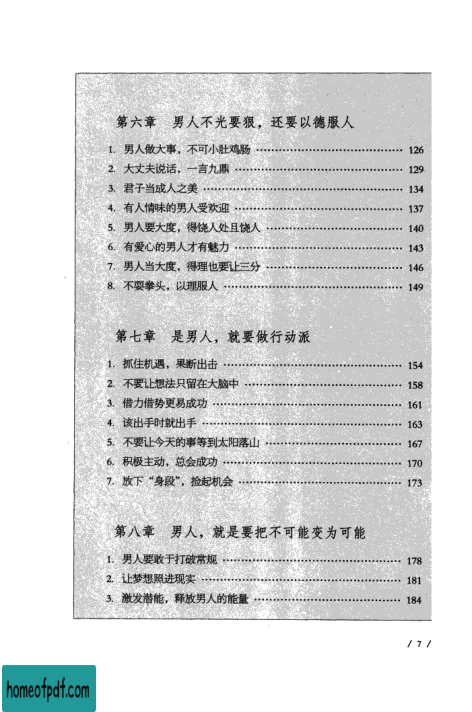 第六章 男人不光要狠，还要以德服人
1. 男人做大事，不可小肚鸡肠 ………………………… 126
2. 大丈夫说话，一言九鼎 ………………………… 129
3. 君子当成人之美 ………………………… 134
4. 有人情味的男人受欢迎 ………………………… 137
5. 男人要大度，得饶人处且饶人 ………………………… 140
6. 有爱心的男人才有魅力 ………………………… 143
7. 男人当大度，得理也要让三分 ………………………… 146
8. 不耍拳头，以理服人 ………………………… 149
第七章 是男人，就要做行动派
1. 抓住机遇，果断出击 ………………………… 154
2. 不要让想法只留在大脑中 ………………………… 158
3. 借力借势更易成功 ………………………… 161
4. 该出手时就出手 ………………………… 163
5. 不要让今天的事等到太阳落山 ………………………… 167
6. 积极主动，总会成功 ………………………… 170
7. 放下“身段”，捡起机会 ………………………… 173
第八章 男人，就是要把不可能变为可能
1. 男人要敢于打破常规 ………………………… 178
2. 让梦想照进现实 ………………………… 181
3. 激发潜能，释放男人的能量 ………………………… 184
/ 7 /
homeofpdf.com